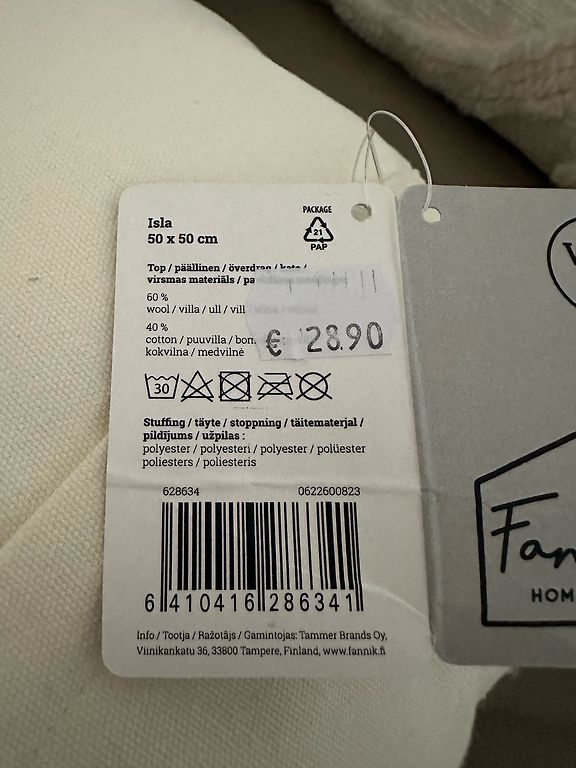 Isla
50 x 50 cm
PACKAGE
21
PAP
Top / päällinen / överdrag / kate /
virsmas materiāls /
60 %
wool / villa / ull /
40 %
cotton / puuvilla /
kokvilna / medvilnė
€ 28.90
30
Stuffing / täyte / stoppning / täitematerjal /
pildījums / užpilas :
polyester / polyesteri / polyester / polüester
poliesters / poliesteris
628634 0622600823
6 410416 286341
Info / Tootja / Ražotājs / Gamintojas: Tammer Brands Oy,
Viinikankatu 36, 33800 Tampere, Finland, www.fannik.fi
Fan
HOM